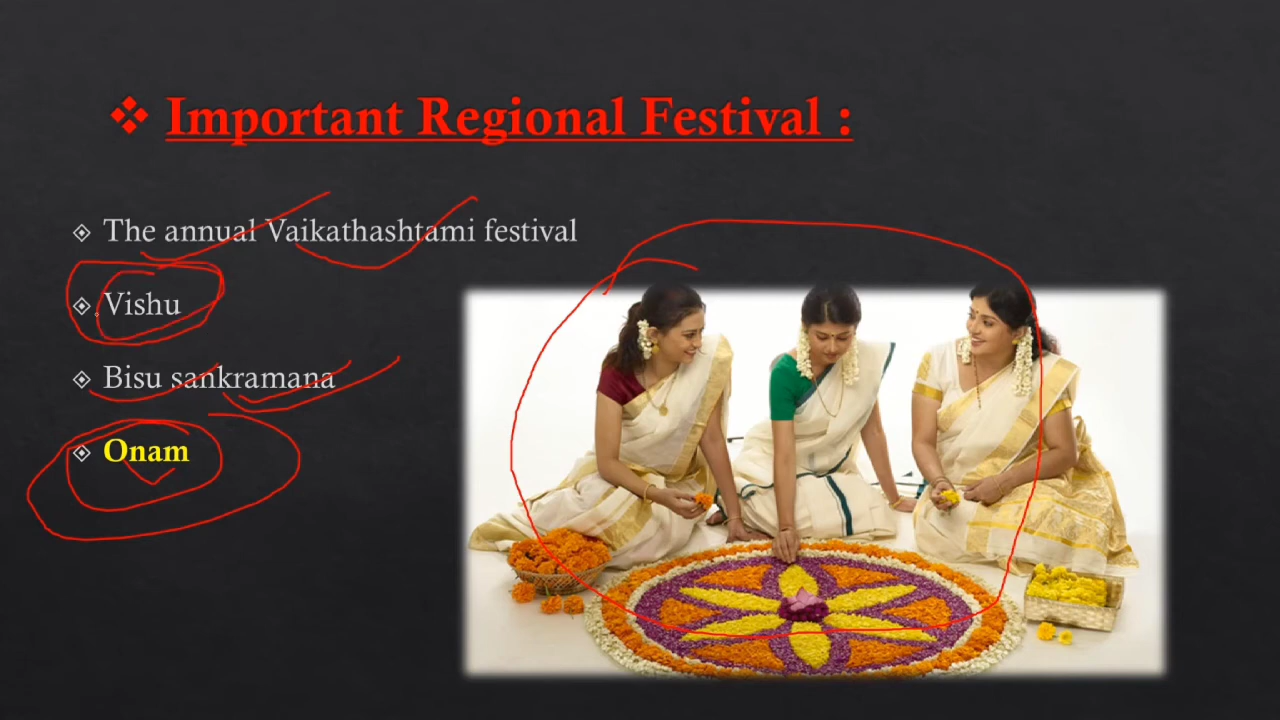 Important Regional Festival :
The annual Vaikathashtami festival
Vishu
Bisu sankramana
Onam